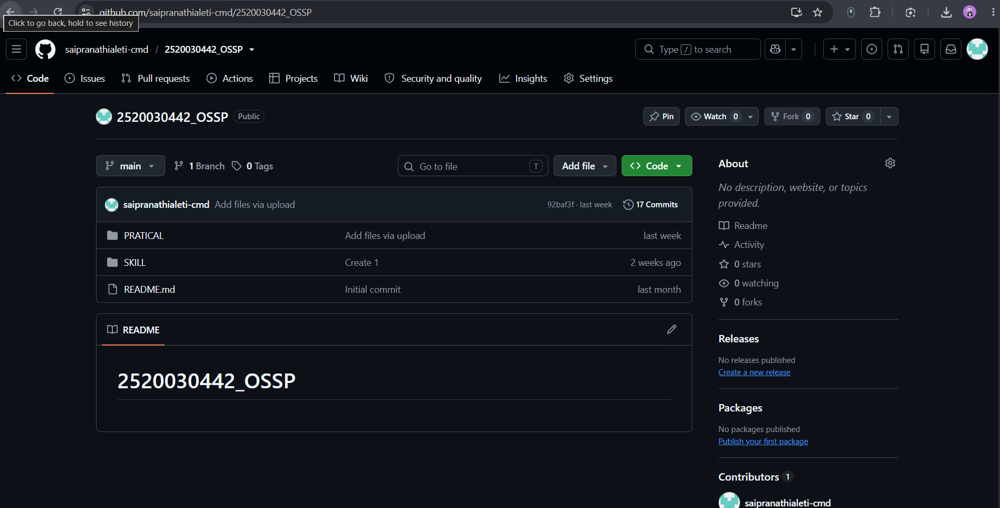 github.com/saipranathialeti-cmd/2520030442_OSSP
Click to go back, hold to see history
saipranathialeti-cmd / 2520030442_OSSP
Type / to search
Code Issues Pull requests Actions Projects Wiki Security and quality Insights Settings
2520030442_OSSP Public
Pin Watch 0 Fork 0 Star 0
main 1 Branch 0 Tags Go to file T Add file Code
saipranathialeti-cmd Add files via upload 92baf3f · last week 17 Commits
PRATICAL Add files via upload last week
SKILL Create 1 2 weeks ago
README.md Initial commit last month
README
2520030442_OSSP
About
No description, website, or topics
provided.
Readme
Activity
0 stars
0 watching
0 forks
Releases
No releases published
Create a new release
Packages
No packages published
Publish your first package
Contributors 1
saipranathialeti-cmd